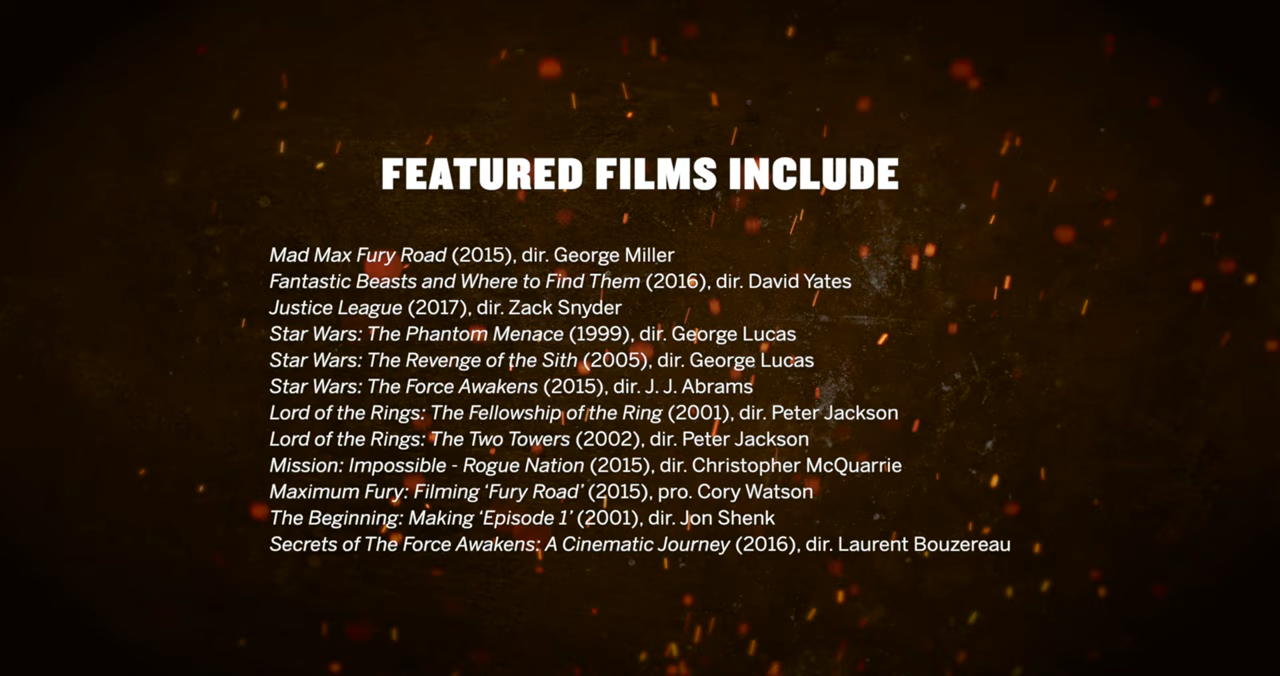 FEATURED FILMS INCLUDE
Mad Max Fury Road (2015), dir. George Miller
Fantastic Beasts and Where to Find Them (2016), dir. David Yates
Justice League (2017), dir. Zack Snyder
Star Wars: The Phantom Menace (1999), dir. George Lucas
Star Wars: The Revenge of the Sith (2005), dir. George Lucas
Star Wars: The Force Awakens (2015), dir. J. J. Abrams
Lord of the Rings: The Fellowship of the Ring (2001), dir. Peter Jackson
Lord of the Rings: The Two Towers (2002), dir. Peter Jackson
Mission: Impossible - Rogue Nation (2015), dir. Christopher McQuarrie
Maximum Fury: Filming ‘Fury Road’ (2015), pro. Cory Watson
The Beginning: Making ‘Episode 1’ (2001), dir. Jon Shenk
Secrets of The Force Awakens: A Cinematic Journey (2016), dir. Laurent Bouzereau